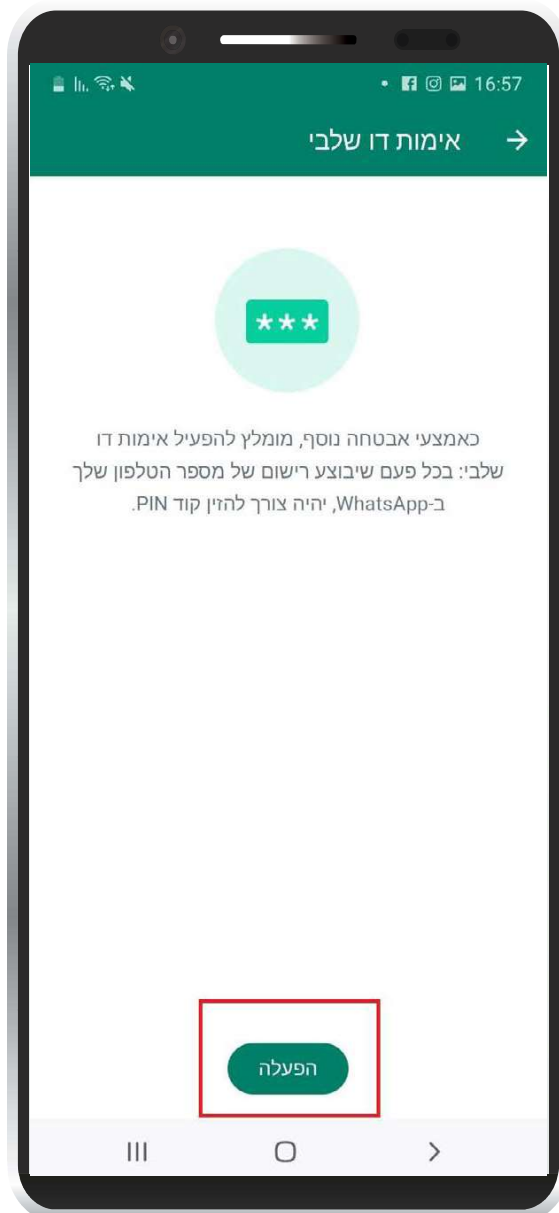 16:57
אימות דו שלבי
***
כאמצעי אבטחה נוסף, מומלץ להפעיל אימות דו
שלבי: בכל פעם שיבוצע רישום של מספר הטלפון שלך
ב-WhatsApp, יהיה צורך להזין קוד PIN.
הפעלה